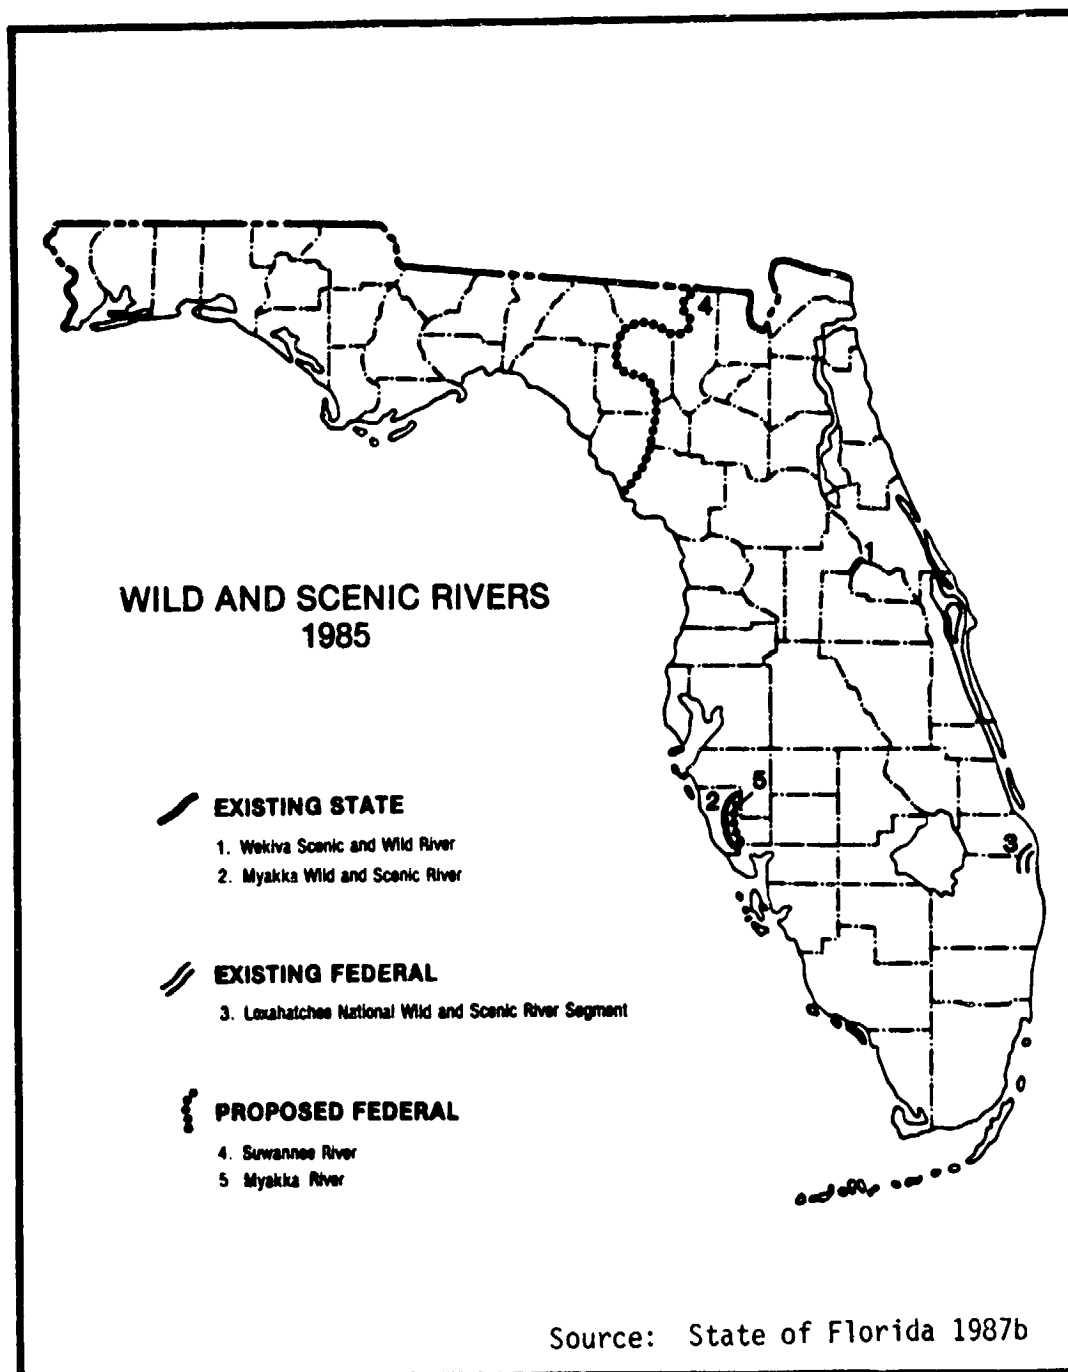 4
1
WILD AND SCENIC RIVERS
1985
5
2
3
EXISTING STATE
1. Wekiva Scenic and Wild River
2. Myakka Wild and Scenic River
EXISTING FEDERAL
3. Loxahatchee National Wild and Scenic River Segment
PROPOSED FEDERAL
4. Suwannee River
5 Myakka River
Source: State of Florida 1987b